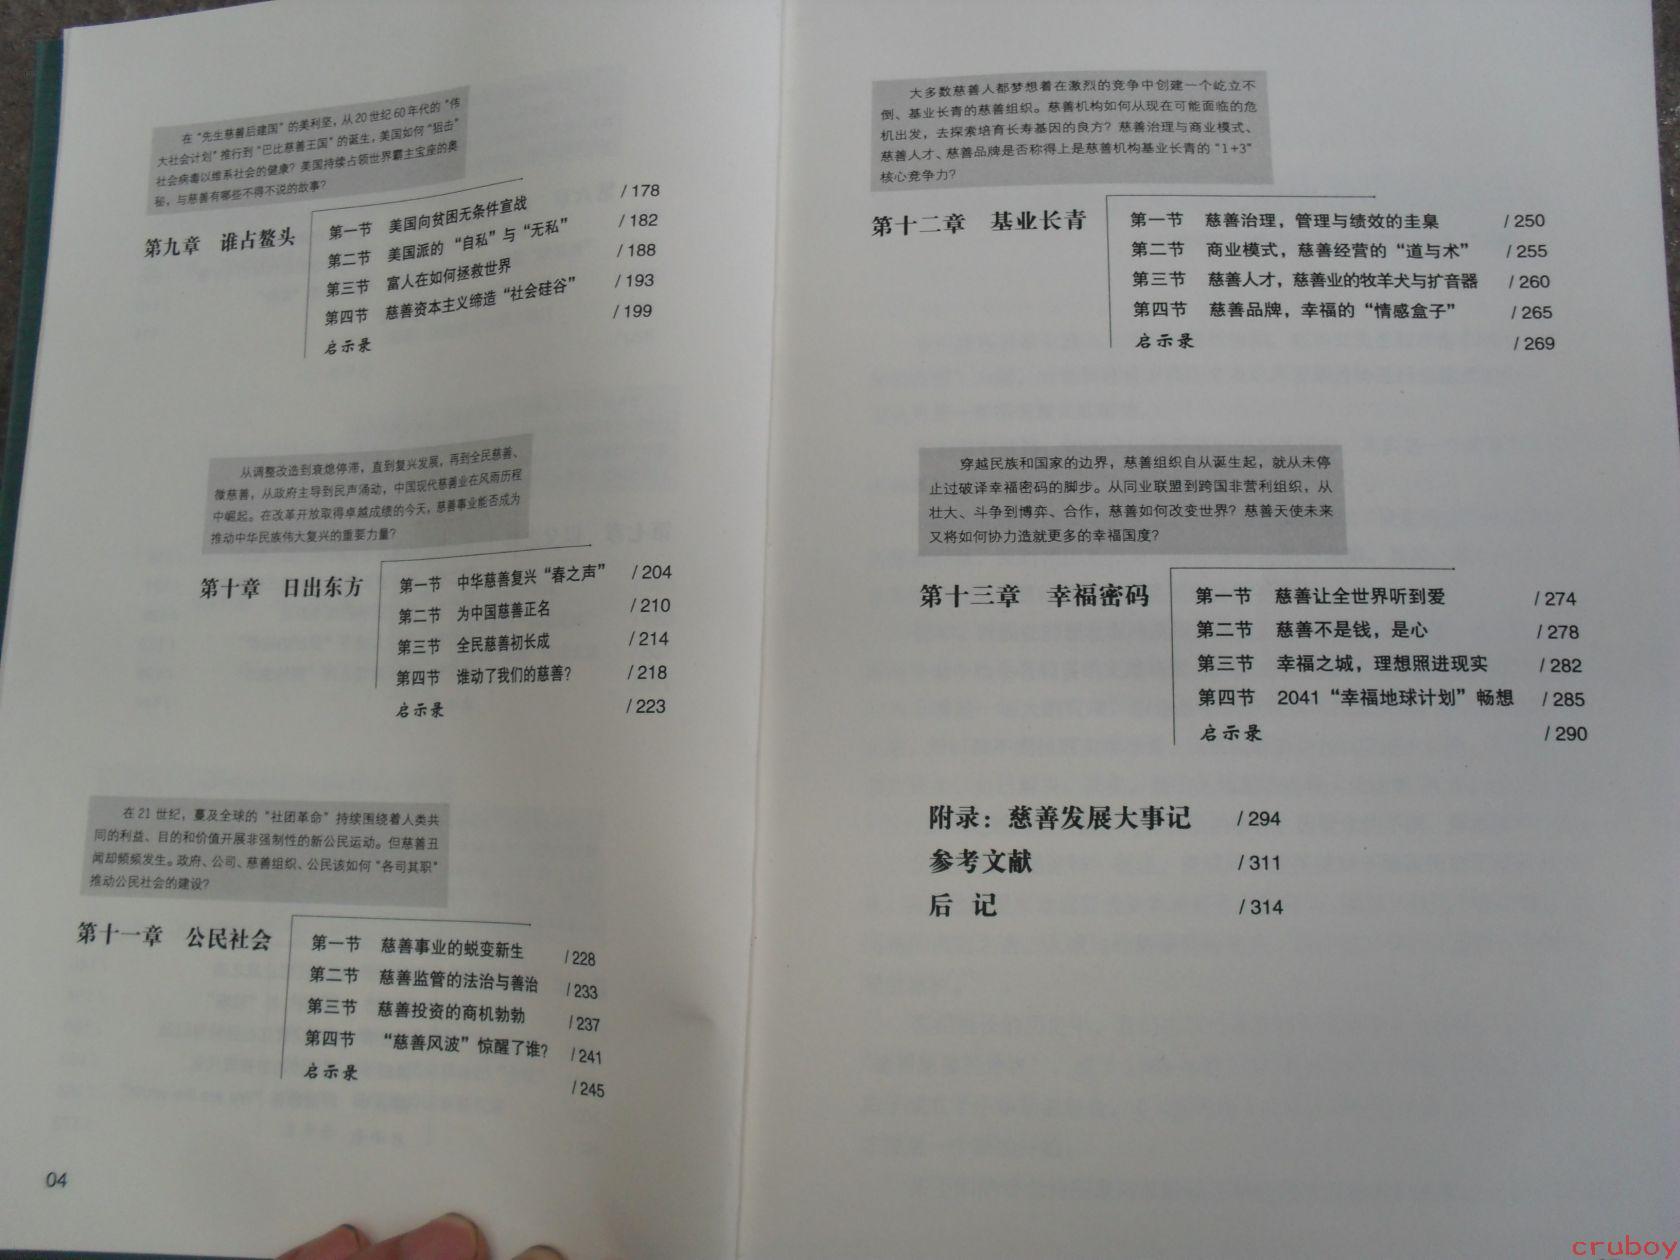 在“先生慈善后建国”的美利坚，从20世纪60年代的“伟
大社会计划”推行到“巴比慈善王国”的诞生，美国如何“狙击”
社会病毒以维系社会的健康？美国持续占领世界霸主宝座的奥
秘，与慈善有哪些不得不说的故事？
第九章 谁占鳌头
第一节 美国向贫困无条件宣战 / 178
第二节 美国派的“自私”与“无私” / 182
第三节 富人在如何拯救世界 / 188
第四节 慈善资本主义缔造“社会硅谷” / 193
启示录 / 199
从调整改造到衰熄停滞，直到复兴发展，再到全民慈善、
微慈善，从政府主导到民声涌动，中国现代慈善业在风雨历程
中崛起。在改革开放取得卓越成绩的今天，慈善事业能否成为
推动中华民族伟大复兴的重要力量？
第十章 日出东方
第一节 中华慈善复兴“春之声” / 204
第二节 为中国慈善正名 / 210
第三节 全民慈善初长成 / 214
第四节 谁动了我们的慈善？ / 218
启示录 / 223
在21世纪，蔓及全球的“社团革命”持续围绕着人类共
同的利益、目的和价值开展非强制性的新公民运动。但慈善丑
闻却频频发生。政府、公司、慈善组织、公民该如何“各司其职”
推动公民社会的建设？
第十一章 公民社会
第一节 慈善事业的蜕变新生 / 228
第二节 慈善监管的法治与善治 / 233
第三节 慈善投资的商机勃勃 / 237
第四节 “慈善风波”惊醒了谁？ / 241
启示录 / 245
04
大多数慈善人都梦想着在激烈的竞争中创建一个屹立不
倒、基业长青的慈善组织。慈善机构如何从现在可能面临的危
机出发，去探索培育长寿基因的良方？慈善治理与商业模式、
慈善人才、慈善品牌是否称得上是慈善机构基业长青的“1+3”
核心竞争力？
第十二章 基业长青
第一节 慈善治理，管理与绩效的圭臬 / 250
第二节 商业模式，慈善经营的“道与术” / 255
第三节 慈善人才，慈善业的牧羊犬与扩音器 / 260
第四节 慈善品牌，幸福的“情感盒子” / 265
启示录 / 269
穿越民族和国家的边界，慈善组织自从诞生起，就从未停
止过破译幸福密码的脚步。从同业联盟到跨国非营利组织，从
壮大、斗争到博弈、合作，慈善如何改变世界？慈善天使未来
又将如何协力造就更多的幸福国度？
第十三章 幸福密码
第一节 慈善让全世界听到爱 / 274
第二节 慈善不是钱，是心 / 278
第三节 幸福之城，理想照进现实 / 282
第四节 2041“幸福地球计划”畅想 / 285
启示录 / 290
附录：慈善发展大事记 / 294
参考文献 / 311
后 记 / 314
cruboy